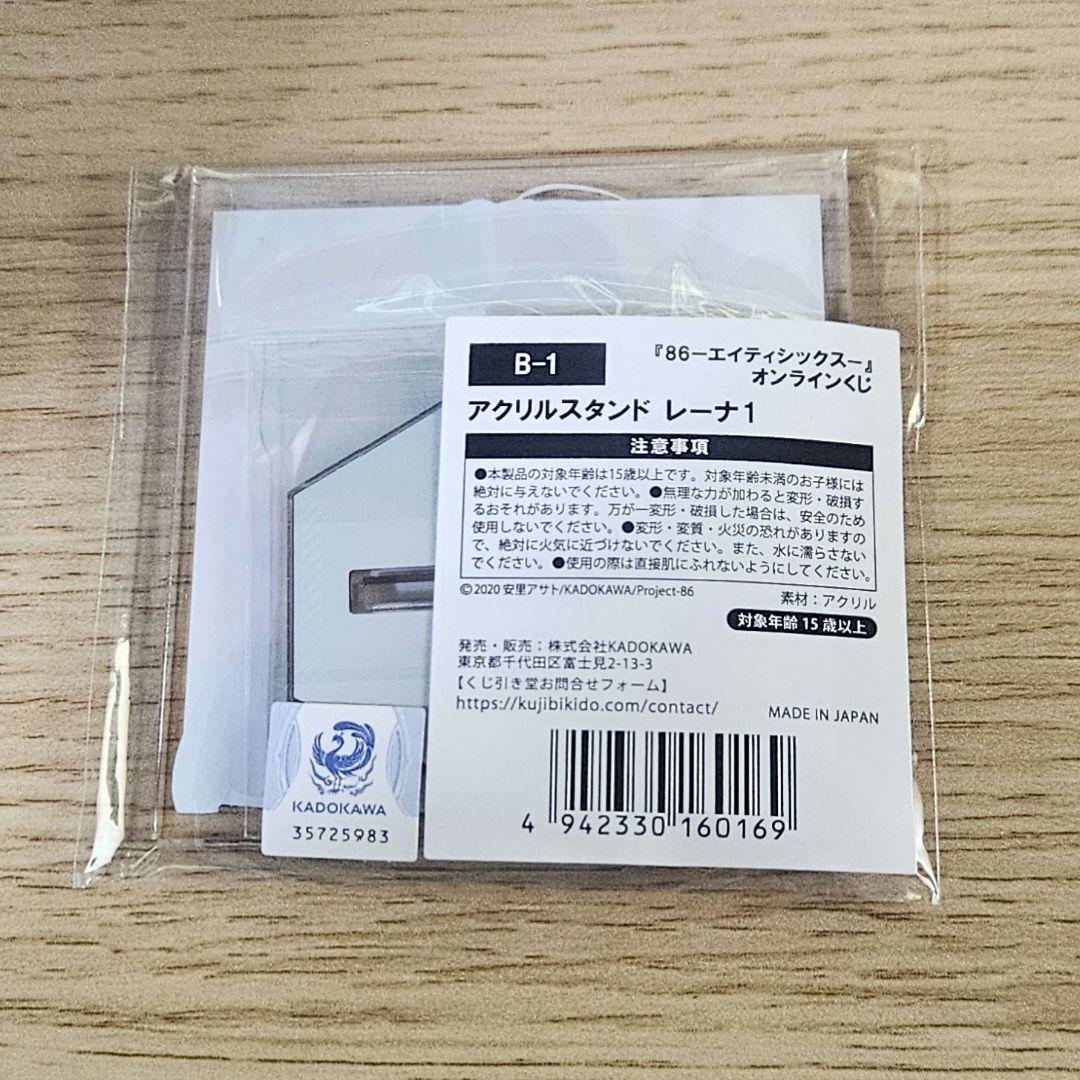 B-1
『86－エイティシックス－』
オンラインくじ
アクリルスタンド レーナ1
注意事項
●本製品の対象年齢は15歳以上です。対象年齢未満のお子様には
絶対に与えないでください。●無理な力が加わると変形・破損す
るおそれがあります。万が一変形・破損した場合は、安全のため
使用しないでください。●変形・変質・火災の恐れがありますの
で、絶対に火気に近づけないでください。また、水に濡らさない
でください。●使用の際は直接肌にふれないようにしてください。
©2020 安里アサト/KADOKAWA/Project-86
素材：アクリル
対象年齢 15 歳以上
発売・販売：株式会社KADOKAWA
東京都千代田区富士見2-13-3
【くじ引き堂お問合せフォーム】
https://kujibikido.com/contact/
MADE IN JAPAN
4 942330 160169
KADOKAWA
35725983